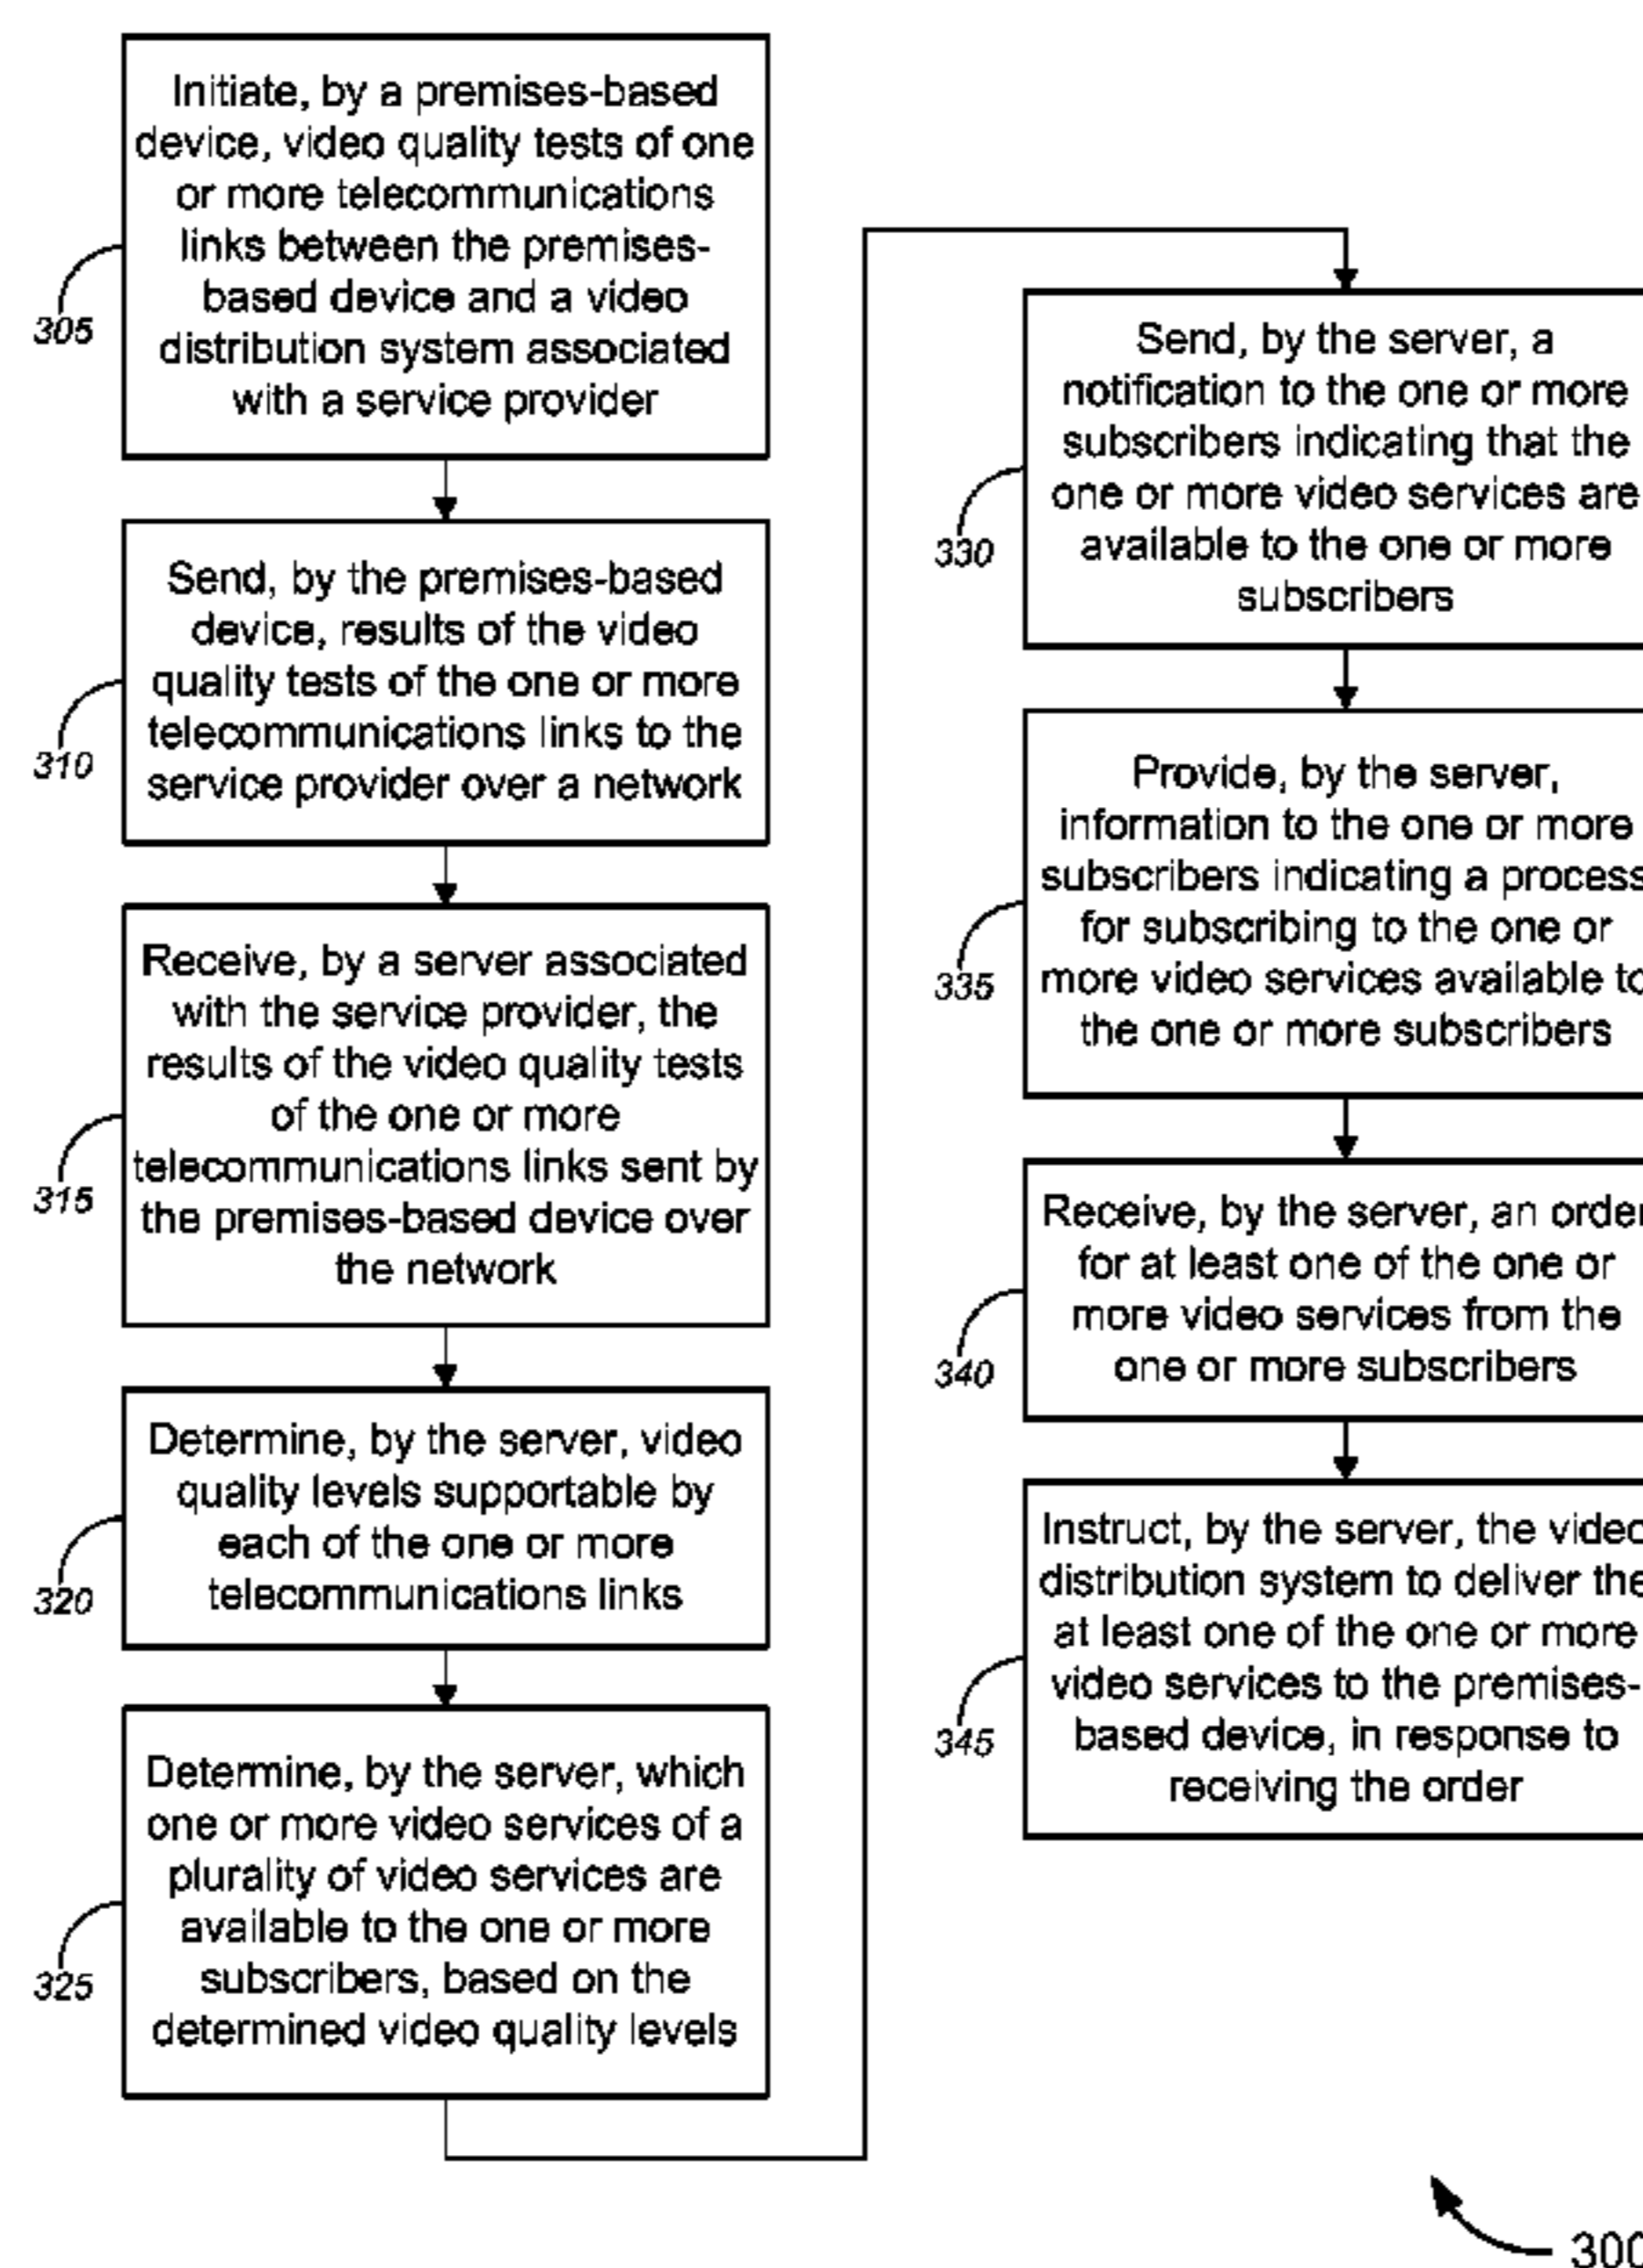 Initiate, by a premises-based
device, video quality tests of one
or more telecommunications
links between the premises-
based device and a video
distribution system associated
with a service provider
305
Send, by the premises-based
device, results of the video
quality tests of the one or more
telecommunications links to the
service provider over a network
310
Receive, by a server associated
with the service provider, the
results of the video quality tests
of the one or more
telecommunications links sent by
the premises-based device over
the network
315
Determine, by the server, video
quality levels supportable by
each of the one or more
telecommunications links
320
Determine, by the server, which
one or more video services of a
plurality of video services are
available to the one or more
subscribers, based on the
determined video quality levels
325
Send, by the server, a
notification to the one or more
subscribers indicating that the
one or more video services are
available to the one or more
subscribers
330
Provide, by the server,
information to the one or more
subscribers indicating a process
for subscribing to the one or
more video services available to
the one or more subscribers
335
Receive, by the server, an order
for at least one of the one or
more video services from the
one or more subscribers
340
Instruct, by the server, the video
distribution system to deliver the
at least one of the one or more
video services to the premises-
based device, in response to
receiving the order
345
300